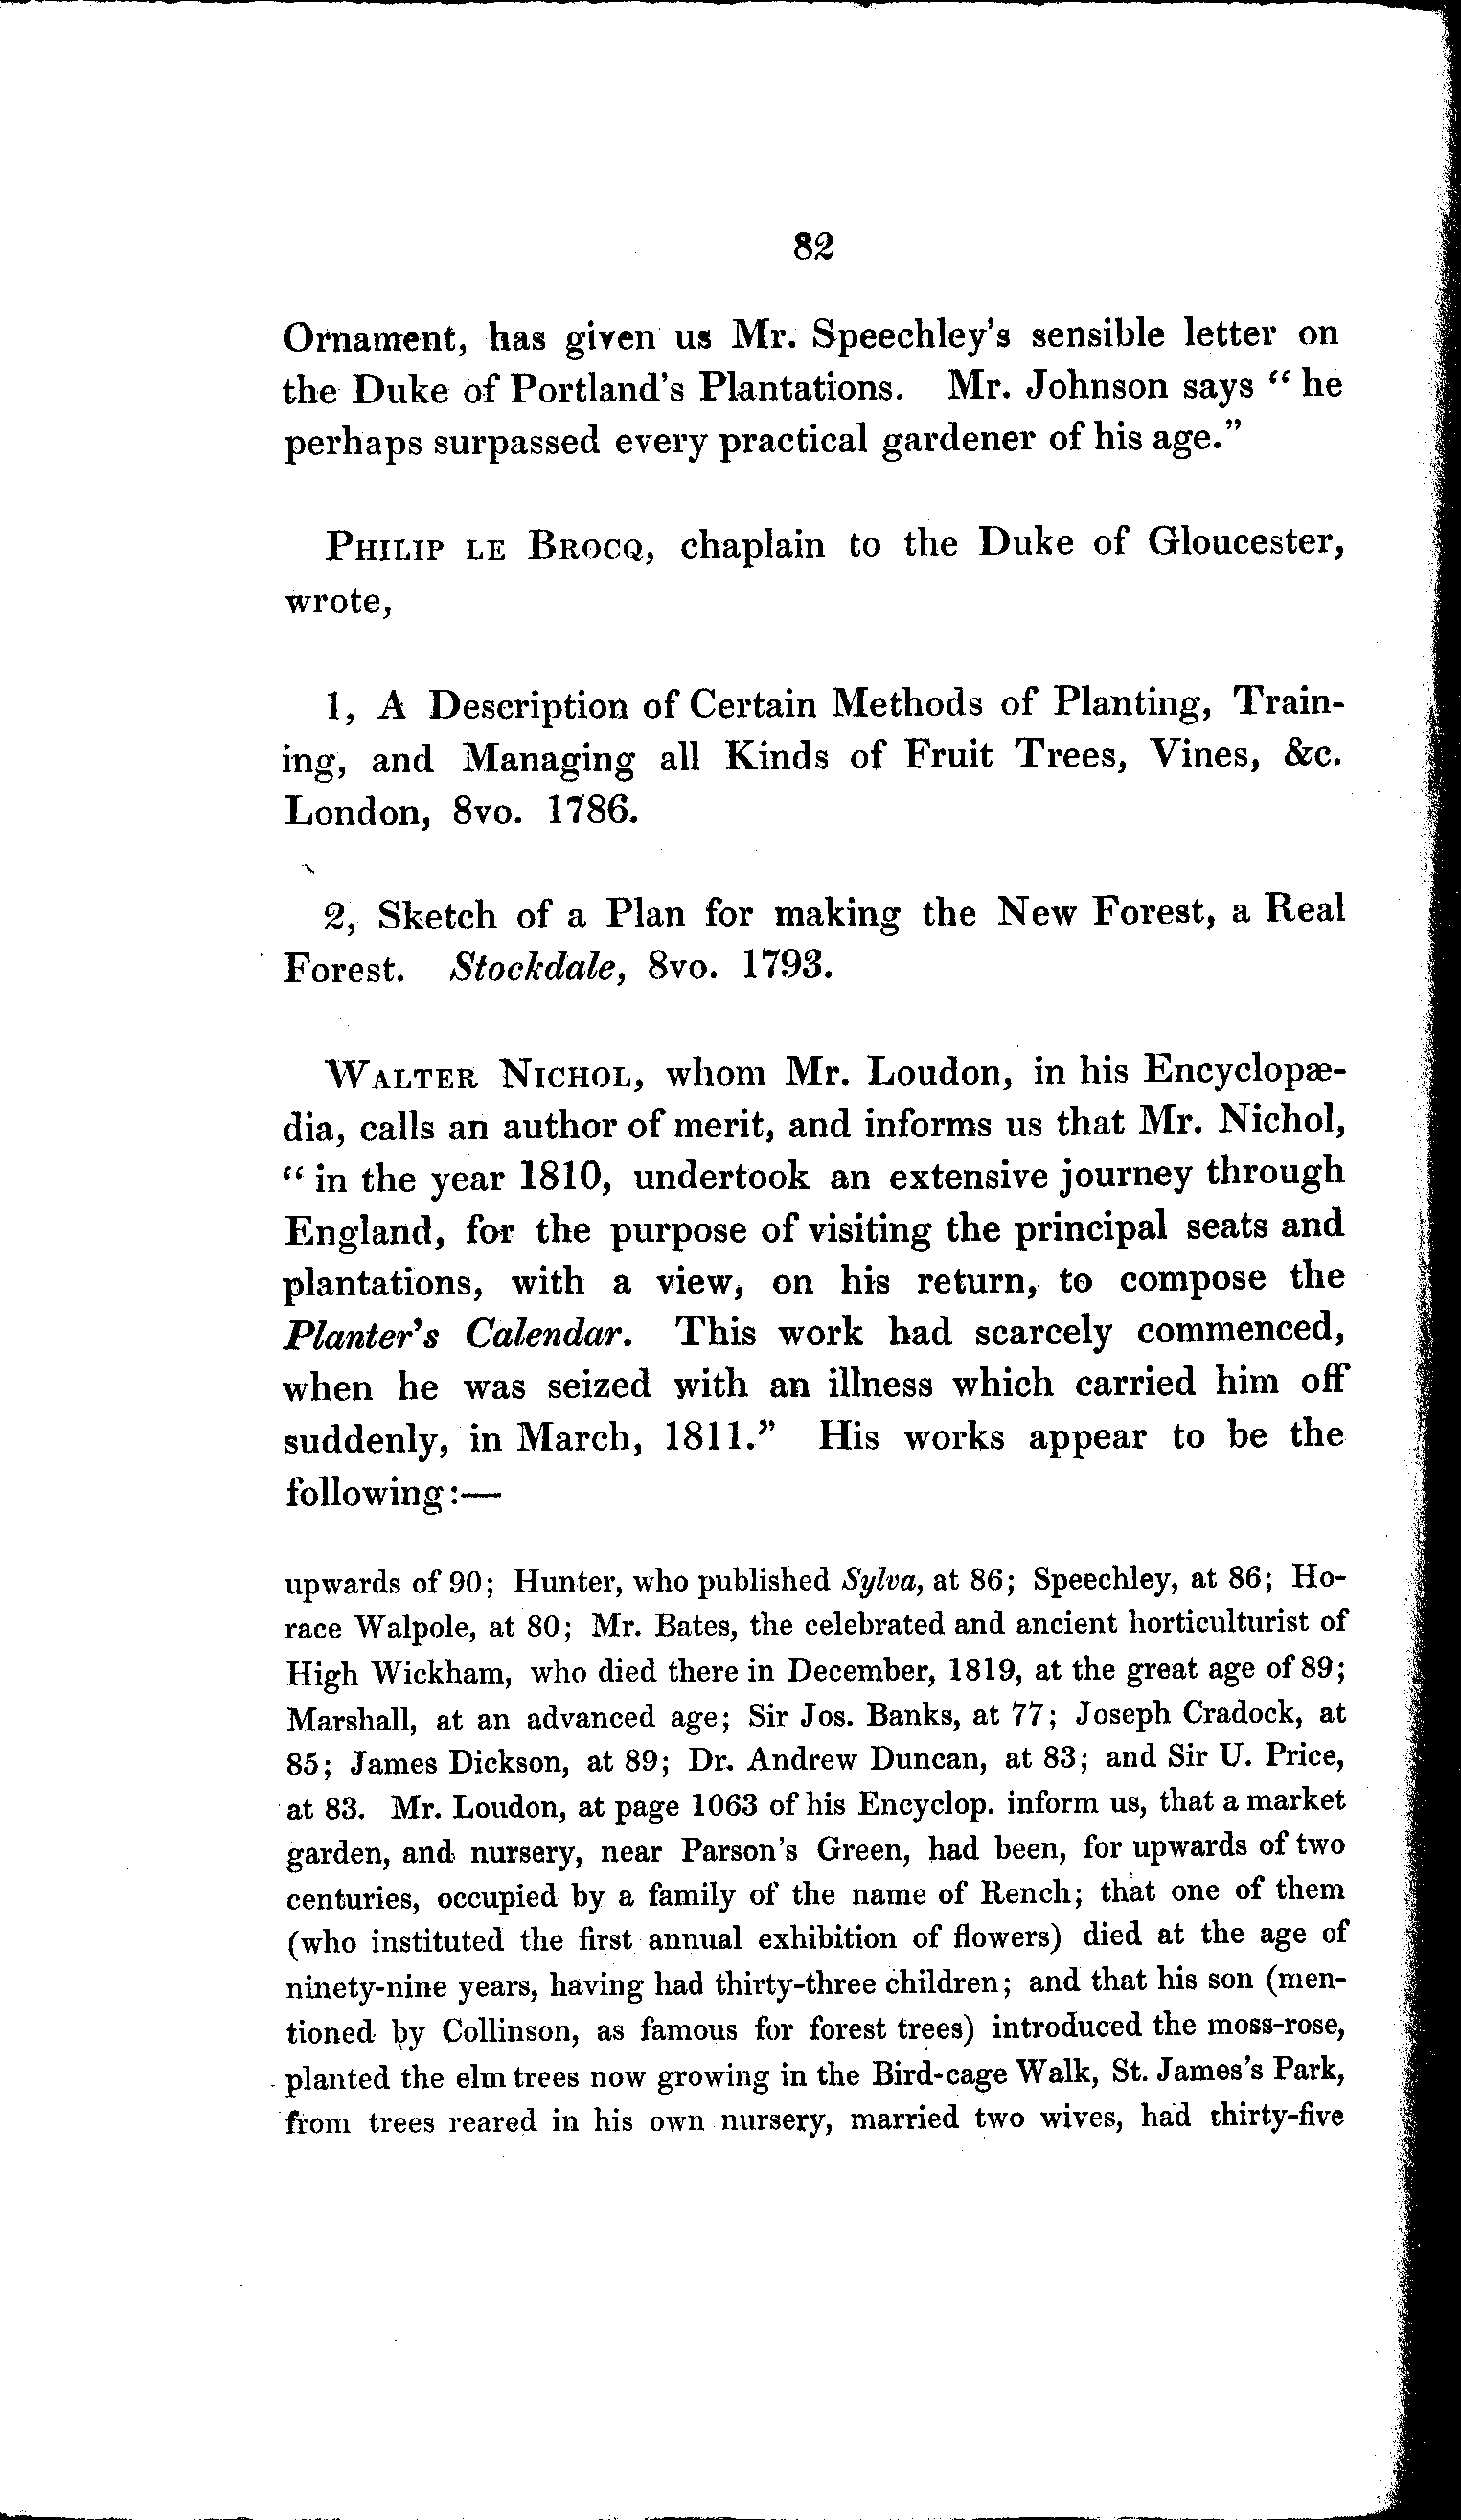 82
Ornament, has given us Mr. Speechley's sensible letter on
the Duke of Portland's Plantations. Mr. Johnson says “ he
perhaps surpassed every practical gardener of his age.”
PHILIP LE BROCQ, chaplain to the Duke of Gloucester,
wrote,
1, A Description of Certain Methods of Planting, Train-
ing, and Managing all Kinds of Fruit Trees, Vines, &c.
London, 8vo. 1786.
2, Sketch of a Plan for making the New Forest, a Real
Forest. Stockdale, 8vo. 1793.
WALTER NICHOL, whom Mr. Loudon, in his Encyclopæ-
dia, calls an author of merit, and informs us that Mr. Nichol,
“ in the year 1810, undertook an extensive journey through
England, for the purpose of visiting the principal seats and
plantations, with a view, on his return, to compose the
Planter's Calendar. This work had scarcely commenced,
when he was seized with an illness which carried him off
suddenly, in March, 1811.” His works appear to be the
following:—
upwards of 90; Hunter, who published Sylva, at 86; Speechley, at 86; Ho-
race Walpole, at 80; Mr. Bates, the celebrated and ancient horticulturist of
High Wickham, who died there in December, 1819, at the great age of 89;
Marshall, at an advanced age; Sir Jos. Banks, at 77; Joseph Cradock, at
85; James Dickson, at 89; Dr. Andrew Duncan, at 83; and Sir U. Price,
at 83. Mr. Loudon, at page 1063 of his Encyclop. inform us, that a market
garden, and nursery, near Parson's Green, had been, for upwards of two
centuries, occupied by a family of the name of Rench; that one of them
(who instituted the first annual exhibition of flowers) died at the age of
ninety-nine years, having had thirty-three children; and that his son (men-
tioned by Collinson, as famous for forest trees) introduced the moss-rose,
planted the elm trees now growing in the Bird-cage Walk, St. James's Park,
from trees reared in his own nursery, married two wives, had thirty-five